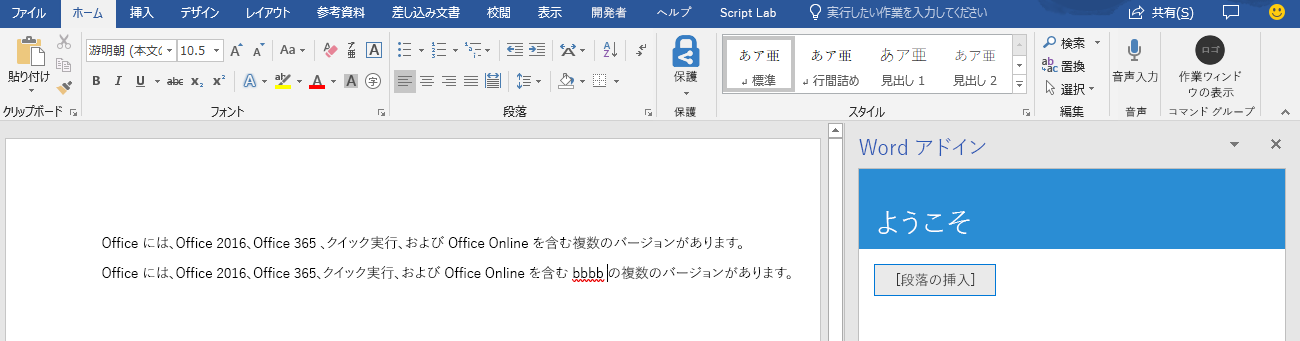 ファイル ホーム 挿入 デザイン レイアウト 参考資料 差し込み文書 校閲 表示 開発者 ヘルプ Script Lab 実行したい作業を入力してください 共有(S)
貼り付け
クリップボード
游明朝 (本文の 10.5 A A Aa ア亜 A
B I U abc x₂ x² A ab A A 字
フォント
段落
保護
保護
あア亜 あア亜 あア亜 あア亜
↲ 標準 ↲ 行間詰め 見出し 1 見出し 2
スタイル
検索
置換
選択
編集
音声入力
音声
ロゴ
作業ウィンド
ウの表示
コマンド グループ
Office には、Office 2016、Office 365 、クイック実行、および Office Online を含む複数のバージョンがあります。
Office には、Office 2016、Office 365、クイック実行、および Office Online を含む bbbb の複数のバージョンがあります。
Word アドイン
ようこそ
[段落の挿入]